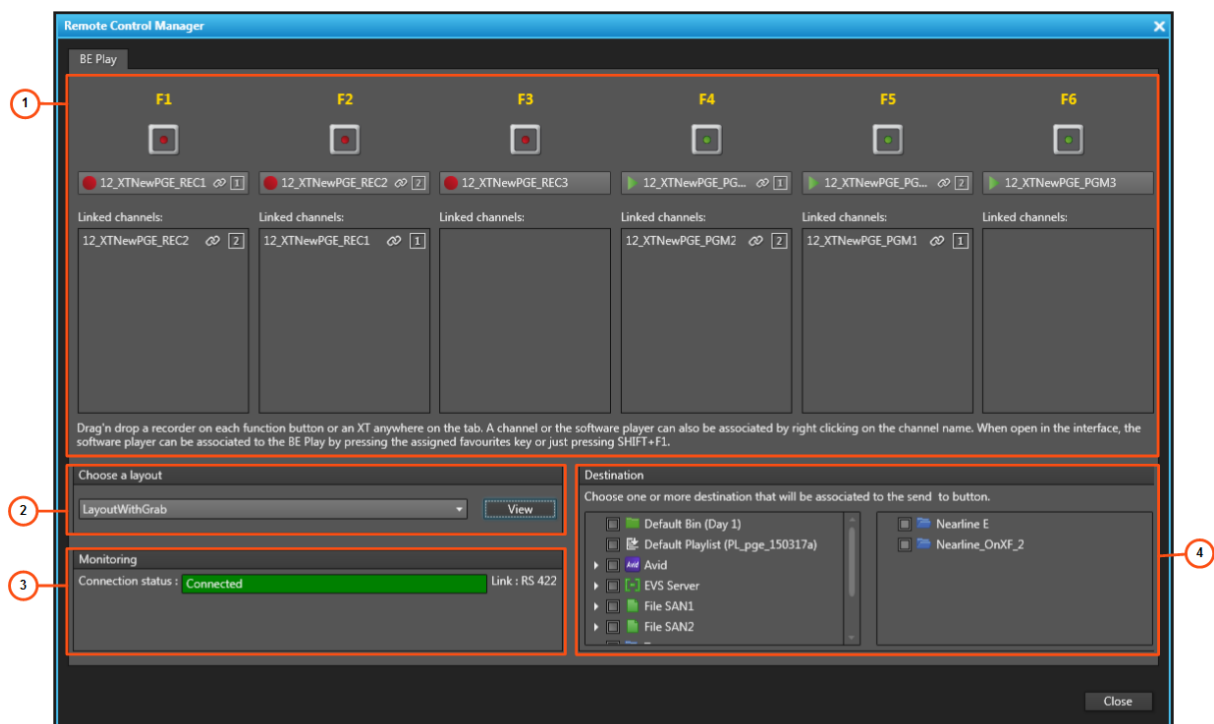 Remote Control Manager
BE Play
1
F1 F2 F3 F4 F5 F6
12_XTNewPGE_REC1 1 12_XTNewPGE_REC2 2 12_XTNewPGE_REC3 12_XTNewPGE_PG... 1 12_XTNewPGE_PG... 2 12_XTNewPGE_PGM3
Linked channels: Linked channels: Linked channels: Linked channels: Linked channels: Linked channels:
12_XTNewPGE_REC2 2 12_XTNewPGE_REC1 1 12_XTNewPGE_PGM2 2 12_XTNewPGE_PGM1 1
Drag'n drop a recorder on each function button or an XT anywhere on the tab. A channel or the software player can also be associated by right clicking on the channel name. When open in the interface, the
software player can be associated to the BE Play by pressing the assigned favourites key or just pressing SHIFT+F1.
Choose a layout
2
LayoutWithGrab View
Monitoring
3
Connection status : Connected Link : RS 422
Destination
Choose one or more destination that will be associated to the send to button.
Default Bin (Day 1)
Default Playlist (PL_pge_150317a)
Avid Avid
EVS Server
File SAN1
File SAN2
Nearline E
Nearline_OnXF_2
4
Close